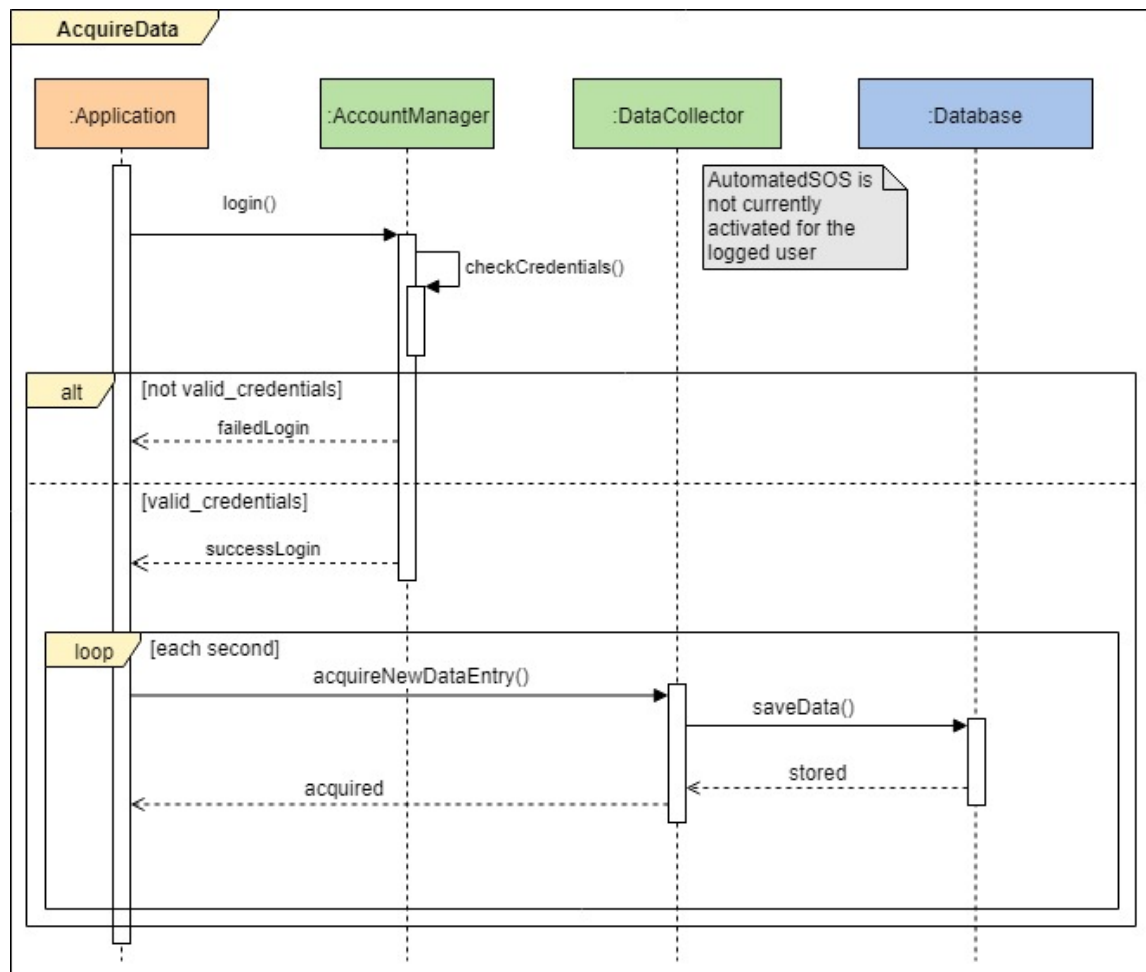 AcquireData
:Application
:AccountManager
:DataCollector
:Database
AutomatedSOS is
not currently
activated for the
logged user
login()
checkCredentials()
alt
[not valid_credentials]
failedLogin
[valid_credentials]
successLogin
loop
[each second]
acquireNewDataEntry()
saveData()
stored
acquired